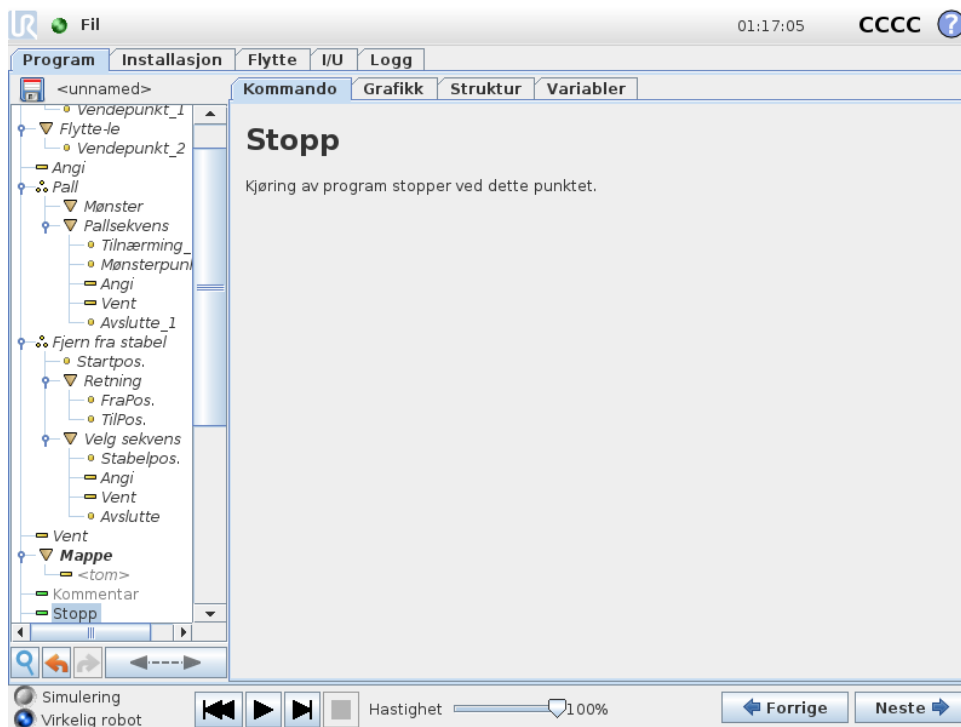 UR Fil 01:17:05 CCCC ?
Program Installasjon Flytte I/U Logg
<unnamed>
Kommando Grafikk Struktur Variabler
Vendepunkt_1
Flytte-le
Vendepunkt_2
Angi
Pall
Mønster
Pallsekvens
Tilnærming_
Mønsterpunl
Angi
Vent
Avslutte_1
Fjern fra stabel
Startpos.
Retning
FraPos.
TilPos.
Velg sekvens
Stabelpos.
Angi
Vent
Avslutte
Vent
Mappe
<tom>
Kommentar
Stopp
Stopp
Kjøring av program stopper ved dette punktet.
Simulering
Virkelig robot
Hastighet 100%
Forrige Neste